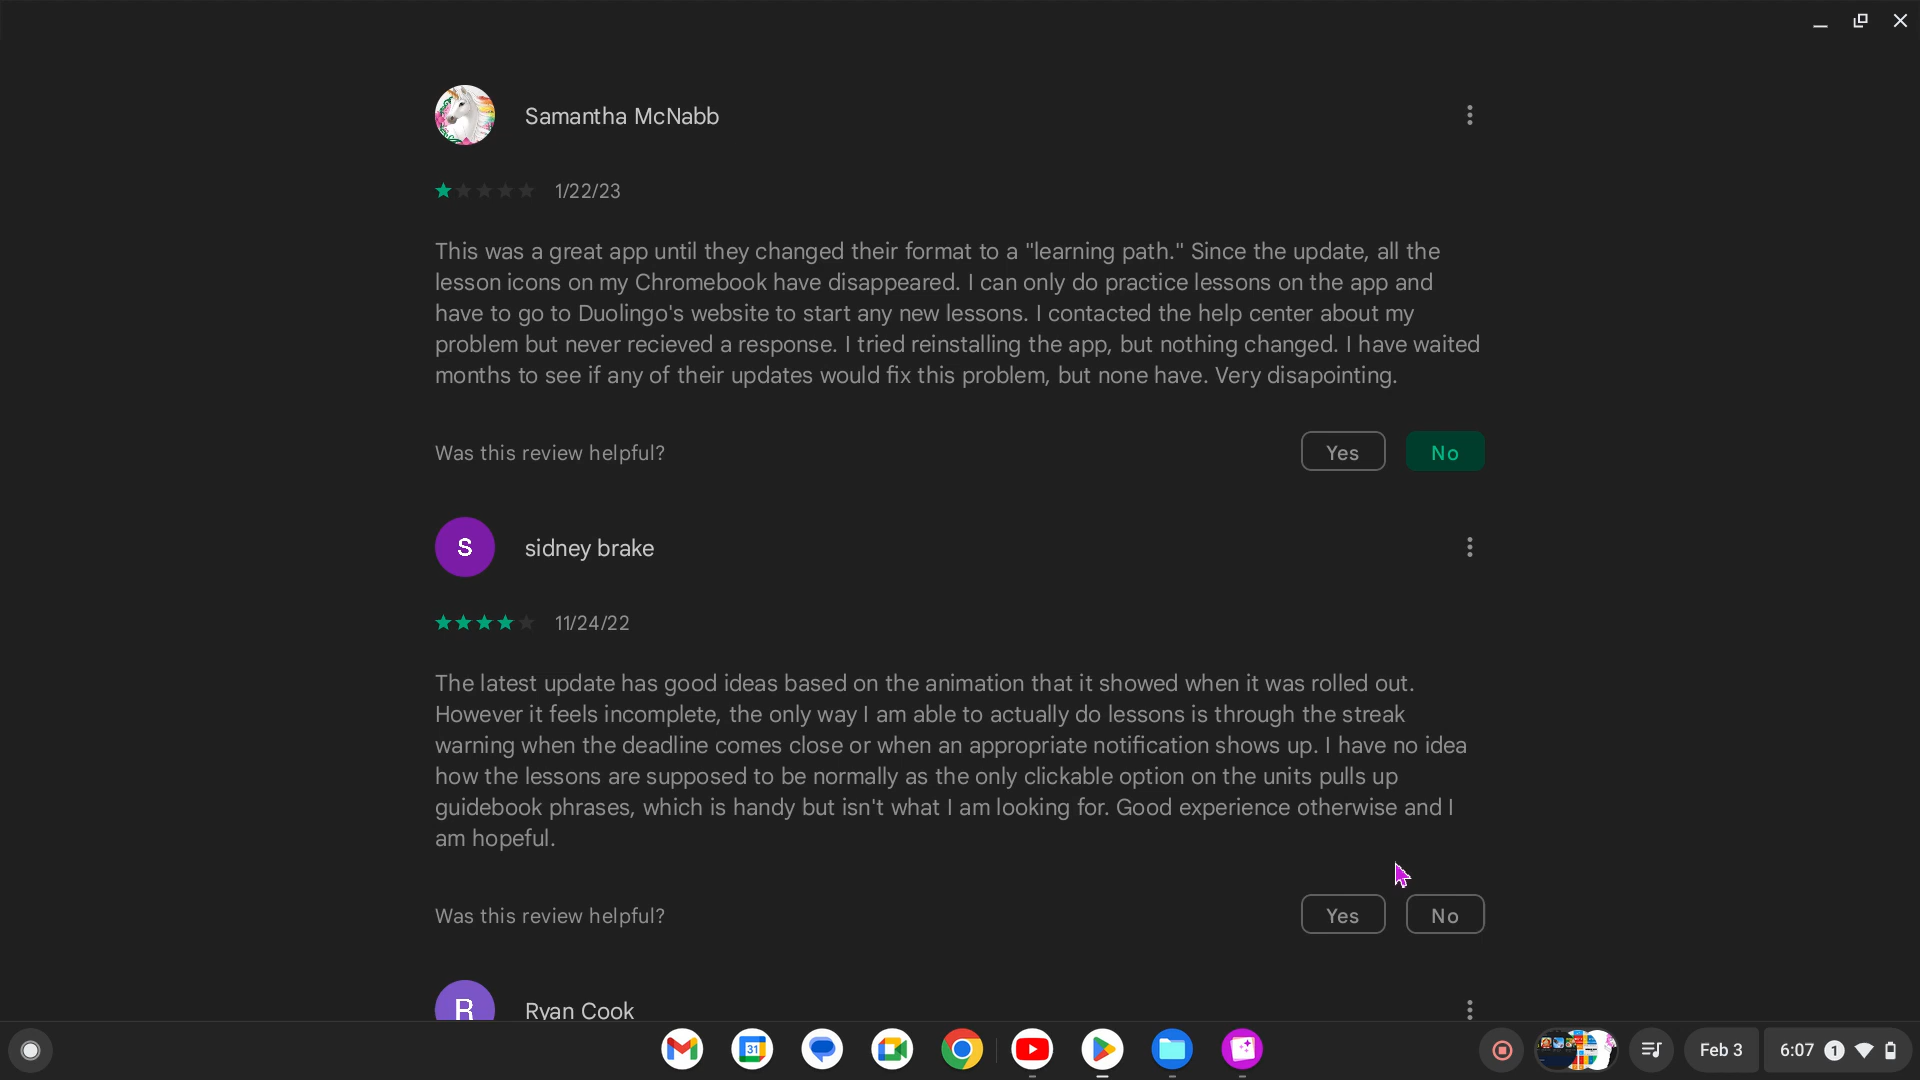 Samantha McNabb
1/22/23
This was a great app until they changed their format to a "learning path." Since the update, all the
lesson icons on my Chromebook have disappeared. I can only do practice lessons on the app and
have to go to Duolingo's website to start any new lessons. I contacted the help center about my
problem but never recieved a response. I tried reinstalling the app, but nothing changed. I have waited
months to see if any of their updates would fix this problem, but none have. Very disapointing.
Was this review helpful?
Yes
No
S
sidney brake
11/24/22
The latest update has good ideas based on the animation that it showed when it was rolled out.
However it feels incomplete, the only way I am able to actually do lessons is through the streak
warning when the deadline comes close or when an appropriate notification shows up. I have no idea
how the lessons are supposed to be normally as the only clickable option on the units pulls up
guidebook phrases, which is handy but isn't what I am looking for. Good experience otherwise and I
am hopeful.
Was this review helpful?
Yes
No
R
Ryan Cook
31
Feb 3
6:07
1